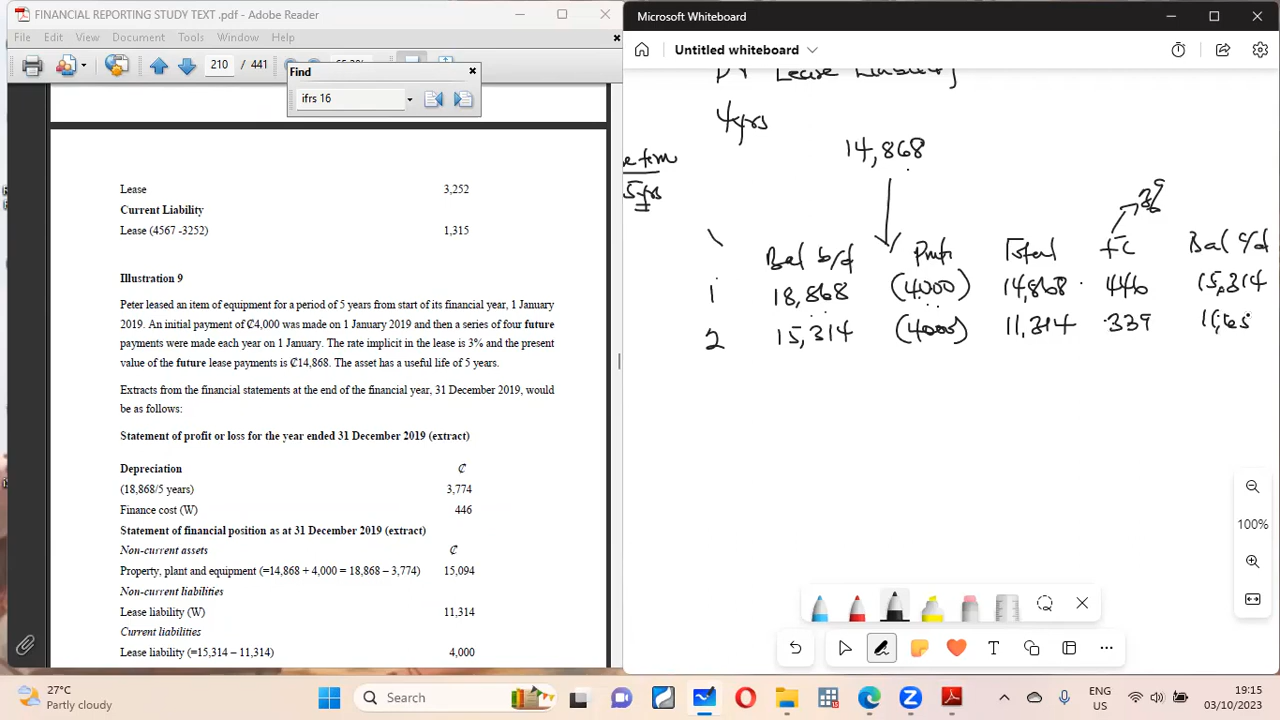 FINANCIAL REPORTING STUDY TEXT .pdf - Adobe Reader
File Edit View Document Tools Window Help
210 / 441
Find
ifrs 16
Lease 3,252
Current Liability
Lease (4567 -3252) 1,315
Illustration 9
Peter leased an item of equipment for a period of 5 years from start of its financial year, 1 January
2019. An initial payment of ₵4,000 was made on 1 January 2019 and then a series of four future
payments were made each year on 1 January. The rate implicit in the lease is 3% and the present
value of the future lease payments is ₵14,868. The asset has a useful life of 5 years.
Extracts from the financial statements at the end of the financial year, 31 December 2019, would
be as follows:
Statement of profit or loss for the year ended 31 December 2019 (extract)
Depreciation ₵
(18,868/5 years) 3,774
Finance cost (W) 446
Statement of financial position as at 31 December 2019 (extract)
Non-current assets ₵
Property, plant and equipment (=14,868 + 4,000 = 18,868 – 3,774) 15,094
Non-current liabilities
Lease liability (W) 11,314
Current liabilities
Lease liability (=15,314 – 11,314) 4,000
Microsoft Whiteboard
Untitled whiteboard
PV Lease Liability
4yrs
14,868
5yrs
Bal b/d Pmts Total FC Bal c/d
1 18,868 (4000) 14,868 446 15,314
2 15,314 (4000) 11,314 339 11,65
100%
27°C
Partly cloudy
Search
ENG
US
19:15
03/10/2023